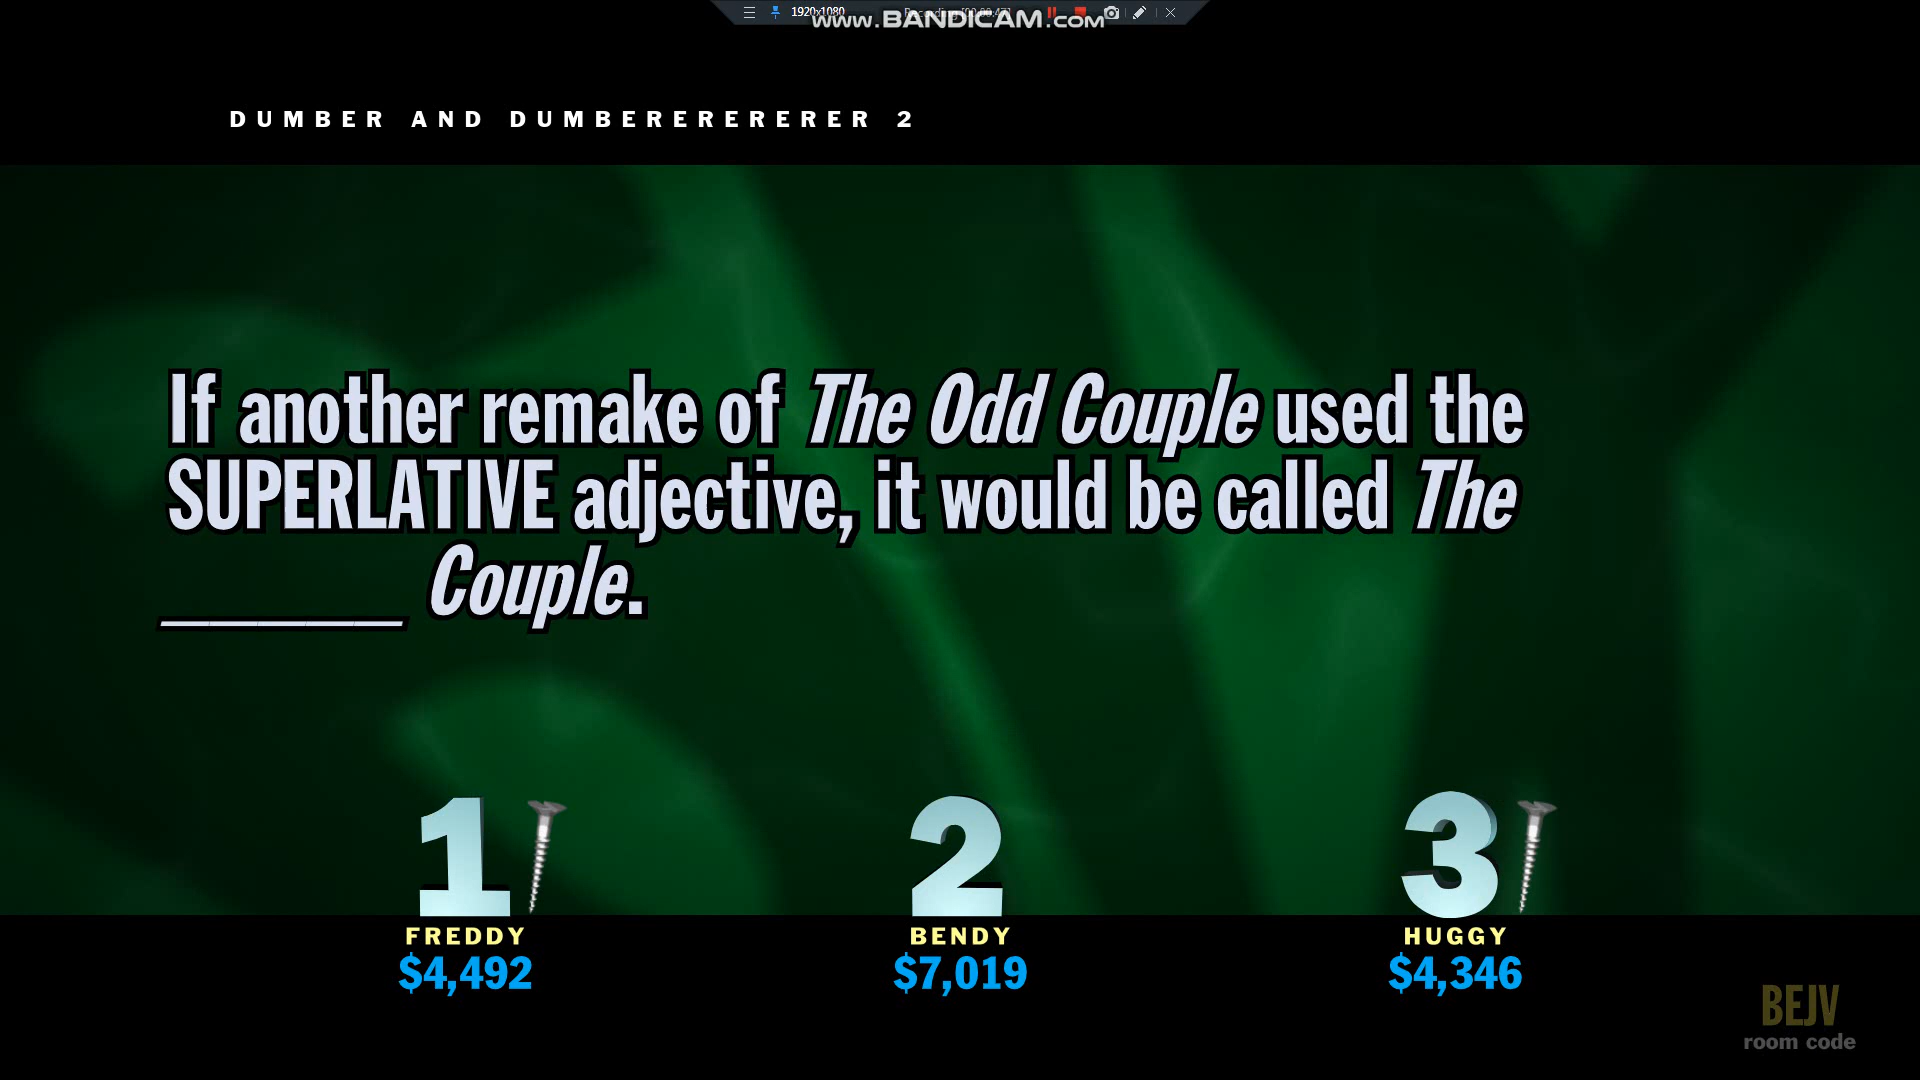 1920x1080
www.BANDICAM.com
DUMBER AND DUMBERERERERER 2
If another remake of The Odd Couple used the
SUPERLATIVE adjective, it would be called The
_____ Couple.
1 2 3
FREDDY BENDY HUGGY
$4,492 $7,019 $4,346
BEJV
room code